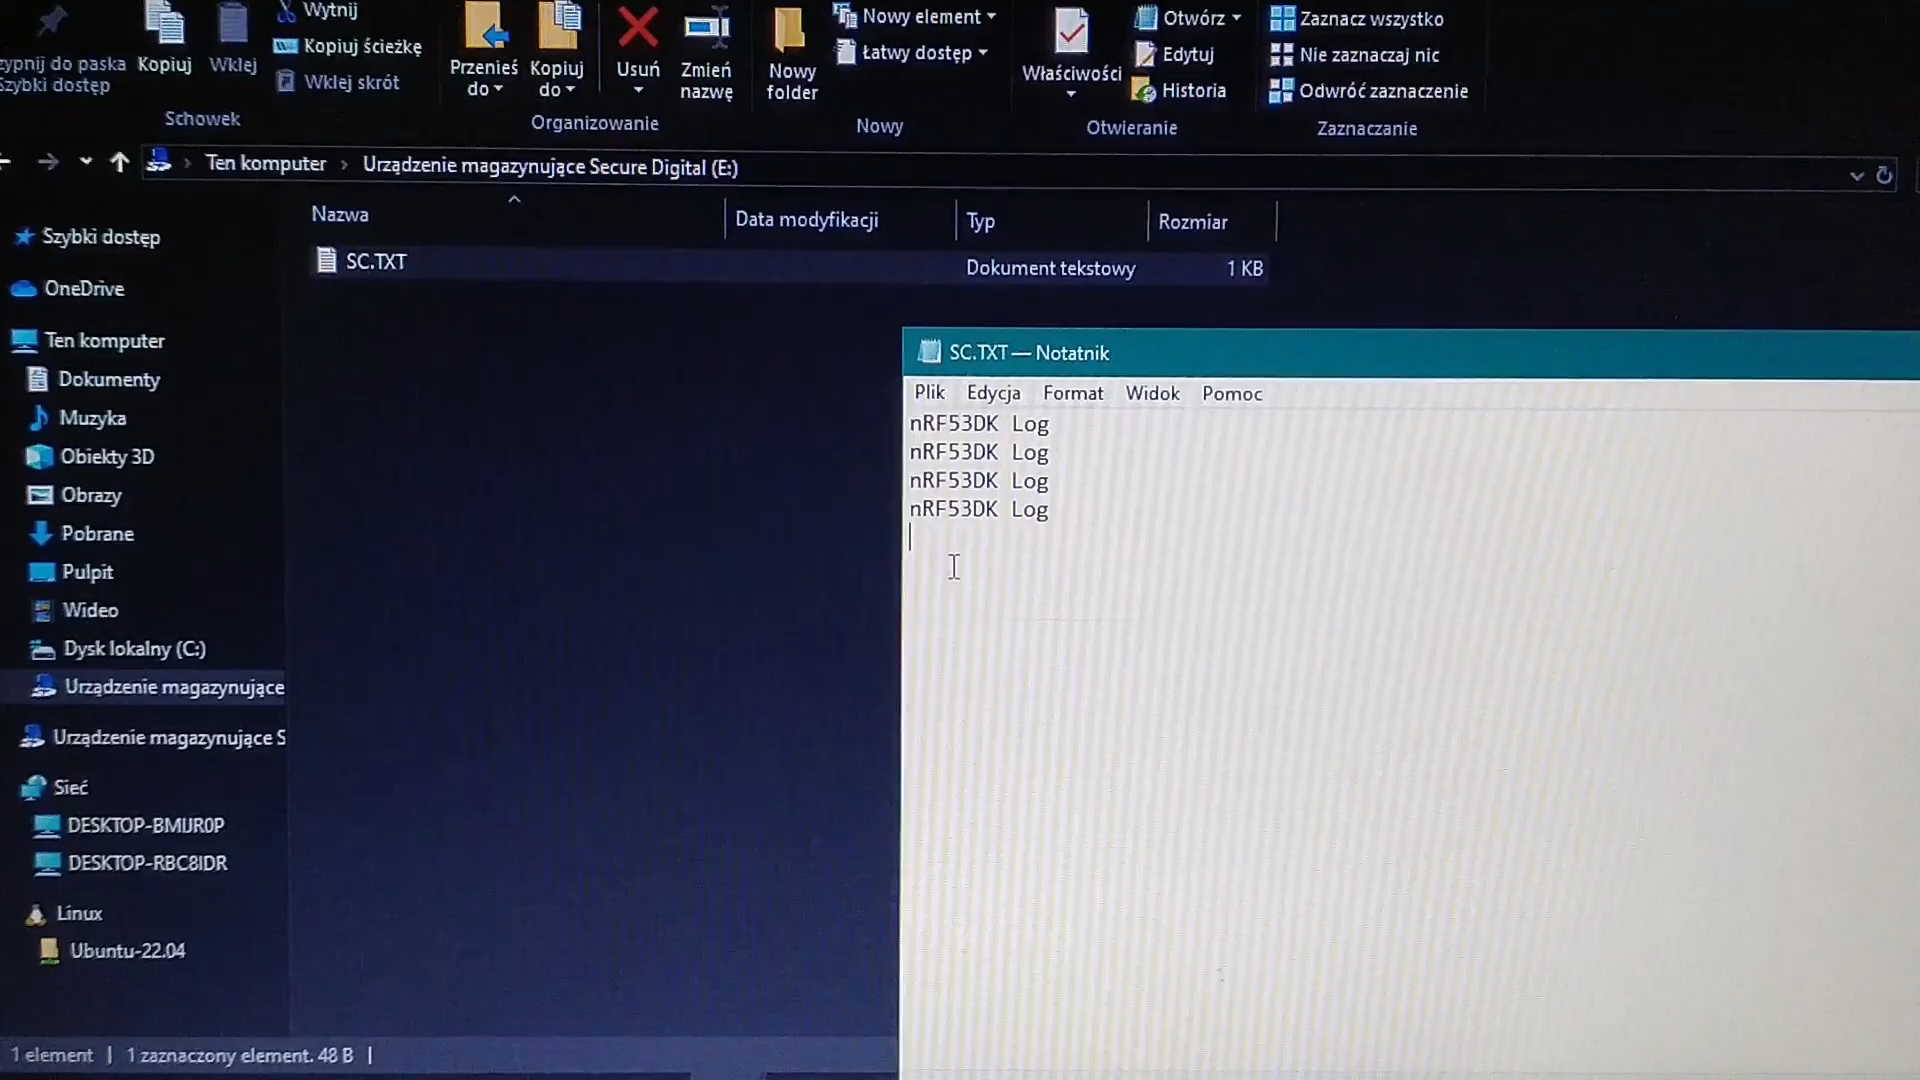 Wytnij
Kopiuj ścieżkę
Wklej skrót
ypnij do paska
Szybki dostęp
Kopiuj
Wklej
Schowek
Przenieś
do
Kopiuj
do
Usuń
Zmień
nazwę
Organizowanie
Nowy
folder
Nowy element
Łatwy dostęp
Nowy
Właściwości
Otwórz
Edytuj
Historia
Otwieranie
Zaznacz wszystko
Nie zaznaczaj nic
Odwróć zaznaczenie
Zaznaczanie
Ten komputer › Urządzenie magazynujące Secure Digital (E:)
Nazwa Data modyfikacji Typ Rozmiar
SC.TXT Dokument tekstowy 1 KB
Szybki dostęp
OneDrive
Ten komputer
Dokumenty
Muzyka
Obiekty 3D
Obrazy
Pobrane
Pulpit
Wideo
Dysk lokalny (C:)
Urządzenie magazynujące
Urządzenie magazynujące S
Sieć
DESKTOP-BMIJR0P
DESKTOP-RBC8IDR
Linux
Ubuntu-22.04
1 element | 1 zaznaczony element. 48 B |
SC.TXT — Notatnik
Plik Edycja Format Widok Pomoc
nRF53DK Log
nRF53DK Log
nRF53DK Log
nRF53DK Log